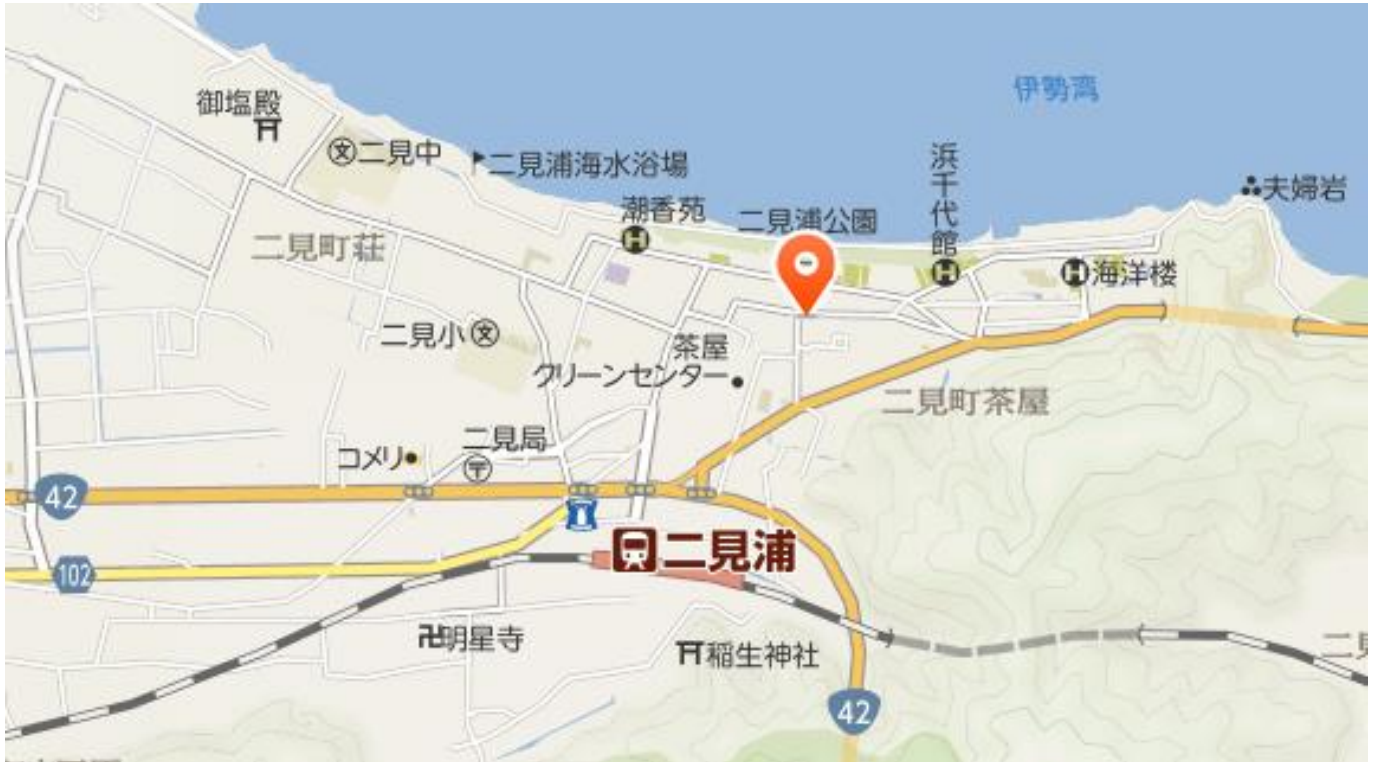 伊勢湾
御塩殿
二見中
二見浦海水浴場
浜千代館
夫婦岩
潮香苑
二見浦公園
二見町荘
海洋楼
二見小
茶屋
クリーンセンター
二見町茶屋
二見局
コメリ
42
102
二見浦
明星寺
稲生神社
42